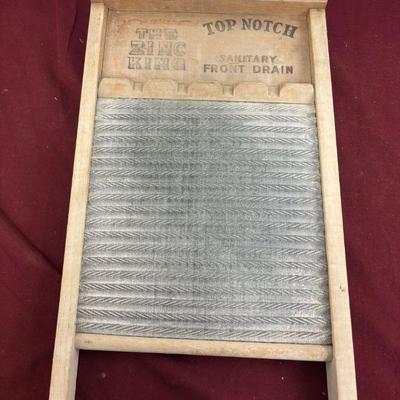 THE
ZINC
KING
TOP NOTCH
SANITARY
FRONT DRAIN